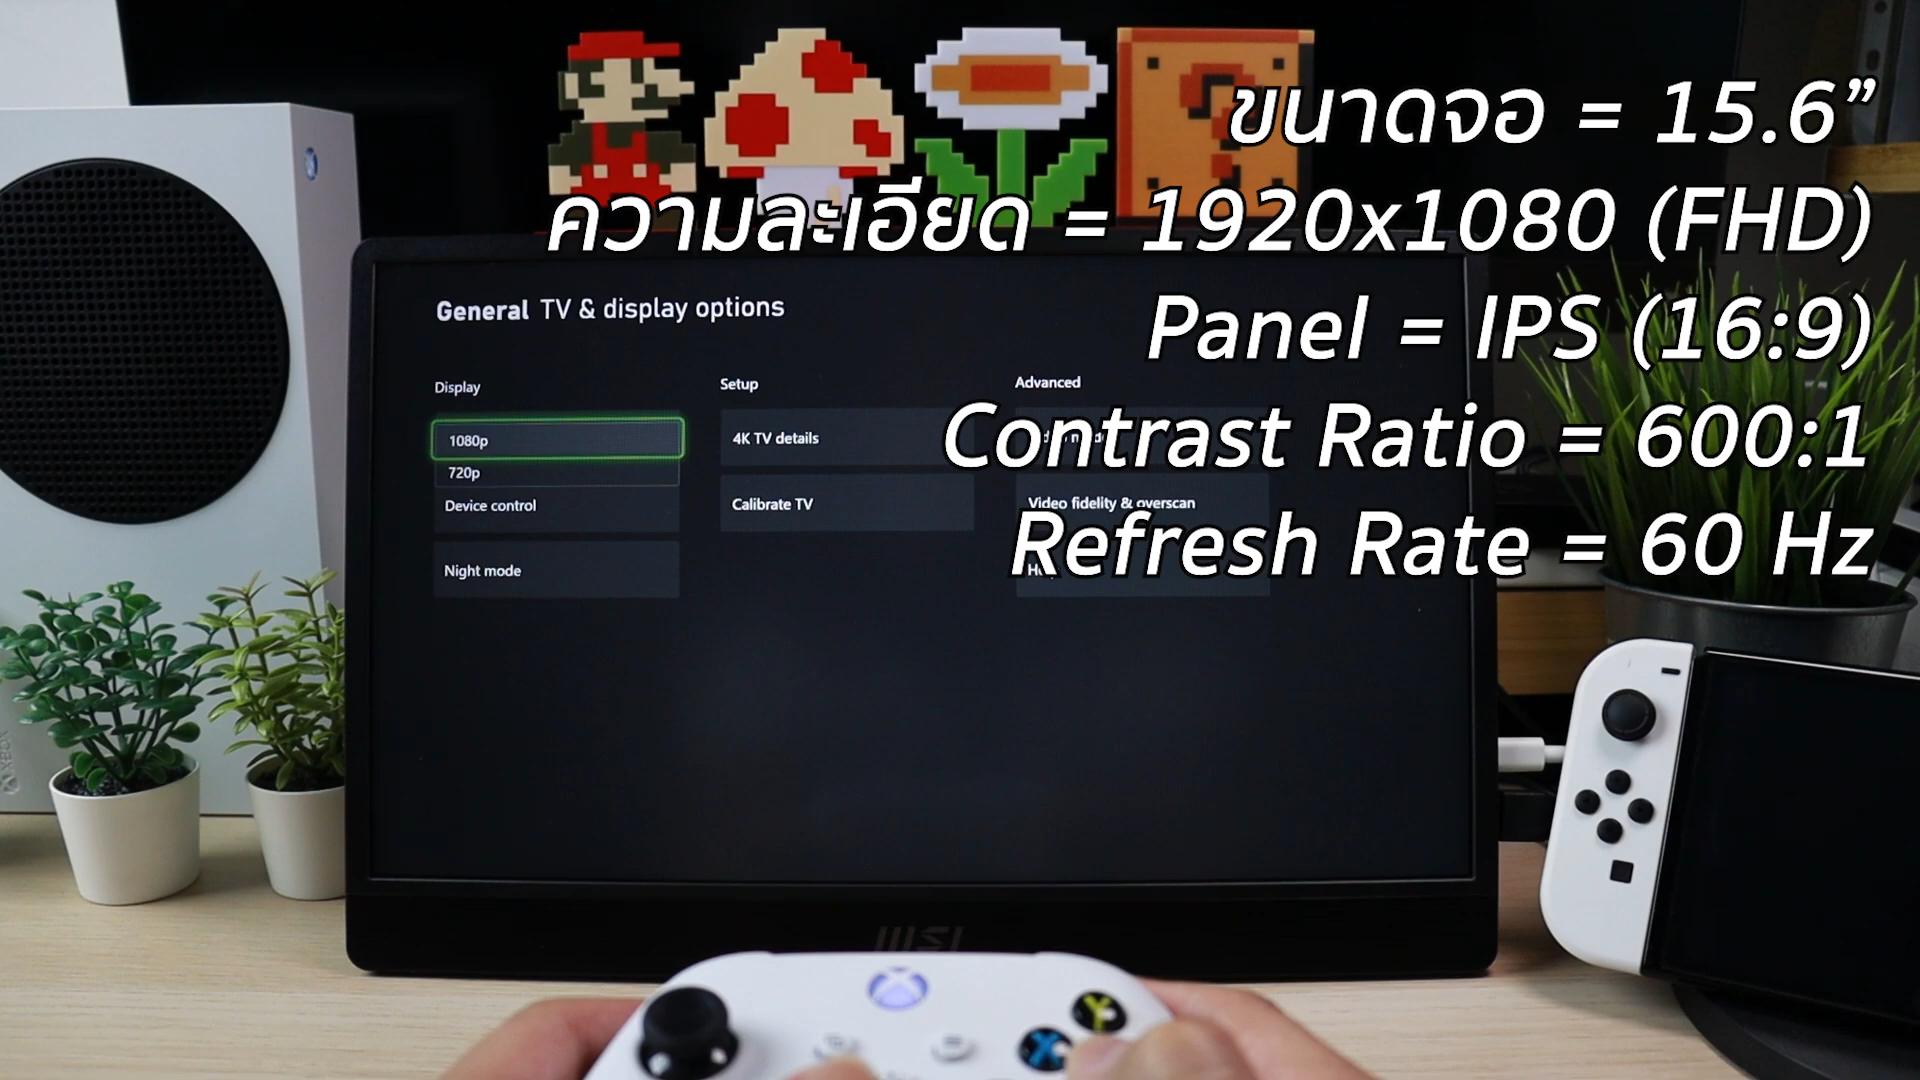 ขนาดจอ = 15.6”
ความละเอียด = 1920x1080 (FHD)
Panel = IPS (16:9)
Contrast Ratio = 600:1
Refresh Rate = 60 Hz
General TV & display options
Display
1080p
720p
Device control
Night mode
Setup
4K TV details
Calibrate TV
Advanced
Video fidelity & overscan
XBOX
msi
X
Y